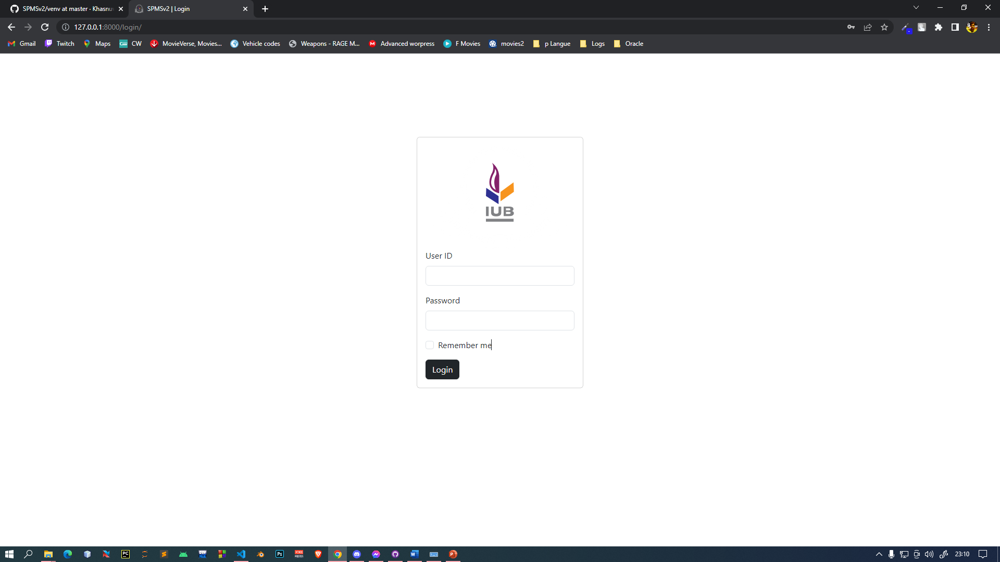 SPMSv2/venv at master · Khasnuv
SPMSv2 | Login
127.0.0.1:8000/login/
Gmail
Twitch
Maps
CW
MovieVerse, Movies...
Vehicle codes
Weapons - RAGE M...
Advanced worpress
F Movies
movies2
p Langue
Logs
Oracle
IUB
User ID
Password
Remember me
Login
23:10